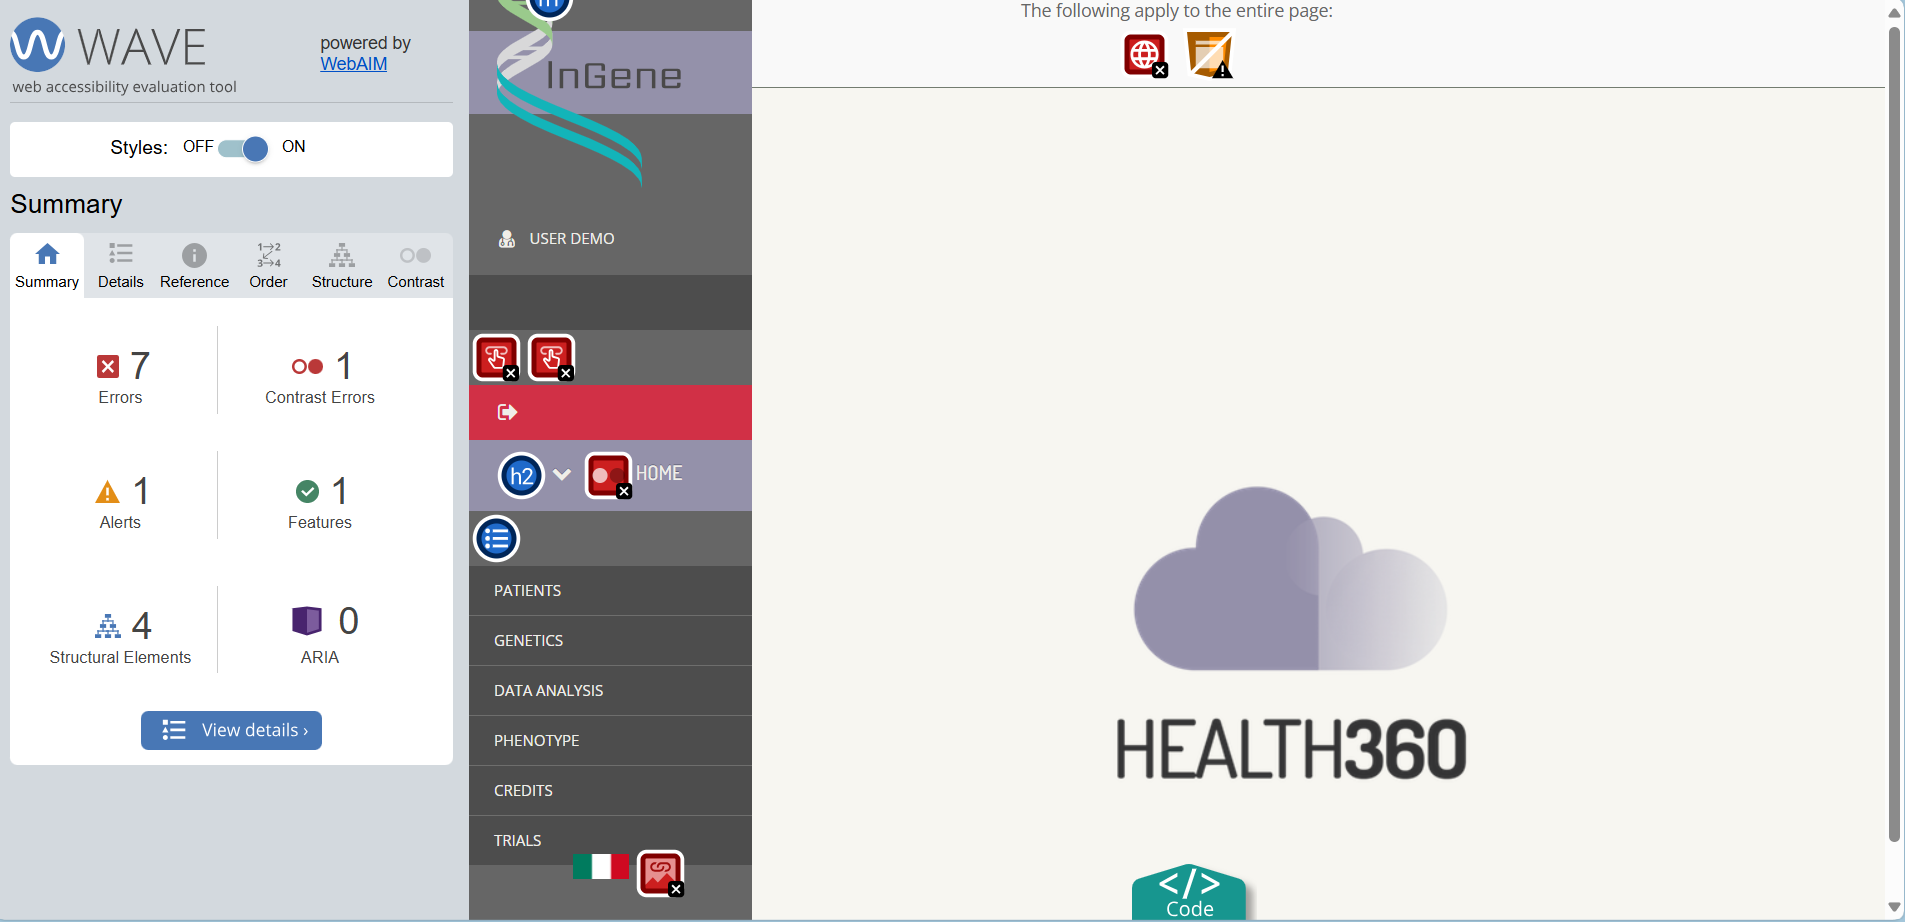 WAVE
powered by
WebAIM
web accessibility evaluation tool
Styles: OFF ON
Summary
Summary Details Reference Order Structure Contrast
7
Errors
1
Contrast Errors
1
Alerts
1
Features
4
Structural Elements
0
ARIA
View details ›
h1
InGene
USER DEMO
h2 HOME
PATIENTS
GENETICS
DATA ANALYSIS
PHENOTYPE
CREDITS
TRIALS
The following apply to the entire page:
HEALTH360
</>
Code